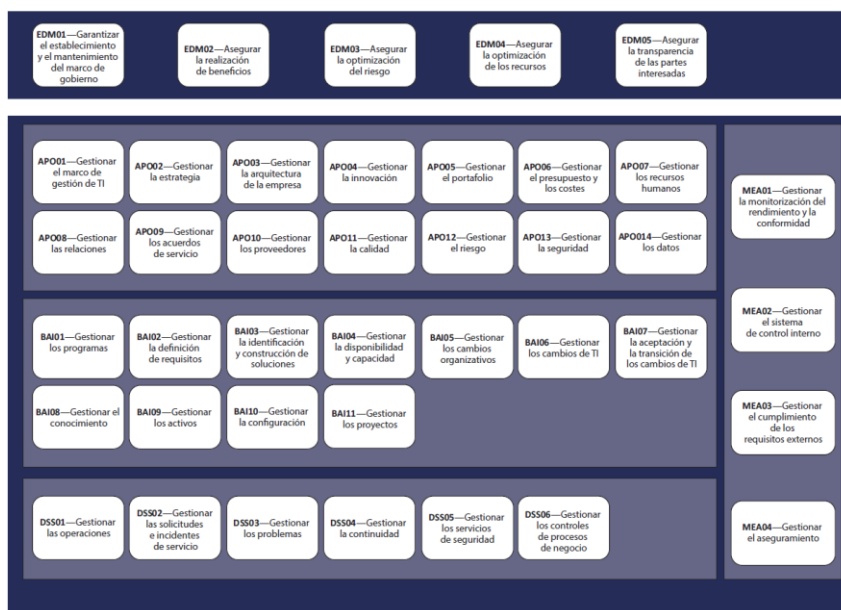 EDM01—Garantizar
el establecimiento
y el mantenimiento
del marco de
gobierno
EDM02—Asegurar
la realización
de beneficios
EDM03—Asegurar
la optimización
del riesgo
EDM04—Asegurar
la optimización
de los recursos
EDM05—Asegurar
la transparencia
de las partes
interesadas
APO01—Gestionar
el marco de
gestión de TI
APO02—Gestionar
la estrategia
APO03—Gestionar
la arquitectura
de la empresa
APO04—Gestionar
la innovación
APO05—Gestionar
el portafolio
APO06—Gestionar
el presupuesto y
los costes
APO07—Gestionar
los recursos
humanos
APO08—Gestionar
las relaciones
APO09—Gestionar
los acuerdos
de servicio
APO10—Gestionar
los proveedores
APO11—Gestionar
la calidad
APO12—Gestionar
el riesgo
APO13—Gestionar
la seguridad
APO014—Gestionar
los datos
BAI01—Gestionar
los programas
BAI02—Gestionar
la definición
de requisitos
BAI03—Gestionar
la identificación
y construcción de
soluciones
BAI04—Gestionar
la disponibilidad
y capacidad
BAI05—Gestionar
los cambios
organizativos
BAI06—Gestionar
los cambios de TI
BAI07—Gestionar
la aceptación y
la transición de
los cambios de TI
BAI08—Gestionar el
conocimiento
BAI09—Gestionar
los activos
BAI10—Gestionar
la configuración
BAI11—Gestionar
los proyectos
DSS01—Gestionar
las operaciones
DSS02—Gestionar
las solicitudes
e incidentes
de servicio
DSS03—Gestionar
los problemas
DSS04—Gestionar
la continuidad
DSS05—Gestionar
los servicios
de seguridad
DSS06—Gestionar
los controles
de procesos
de negocio
MEA01—Gestionar
la monitorización del
rendimiento y la
conformidad
MEA02—Gestionar
el sistema
de control interno
MEA03—Gestionar
el cumplimiento
de los
requisitos externos
MEA04—Gestionar
el aseguramiento